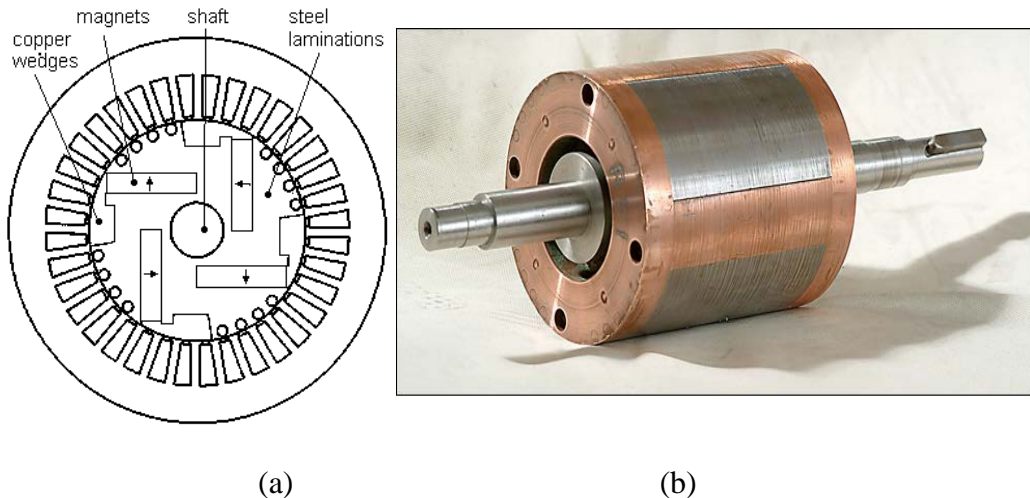 magnets
shaft
steel
laminations
copper
wedges
(a)
(b)